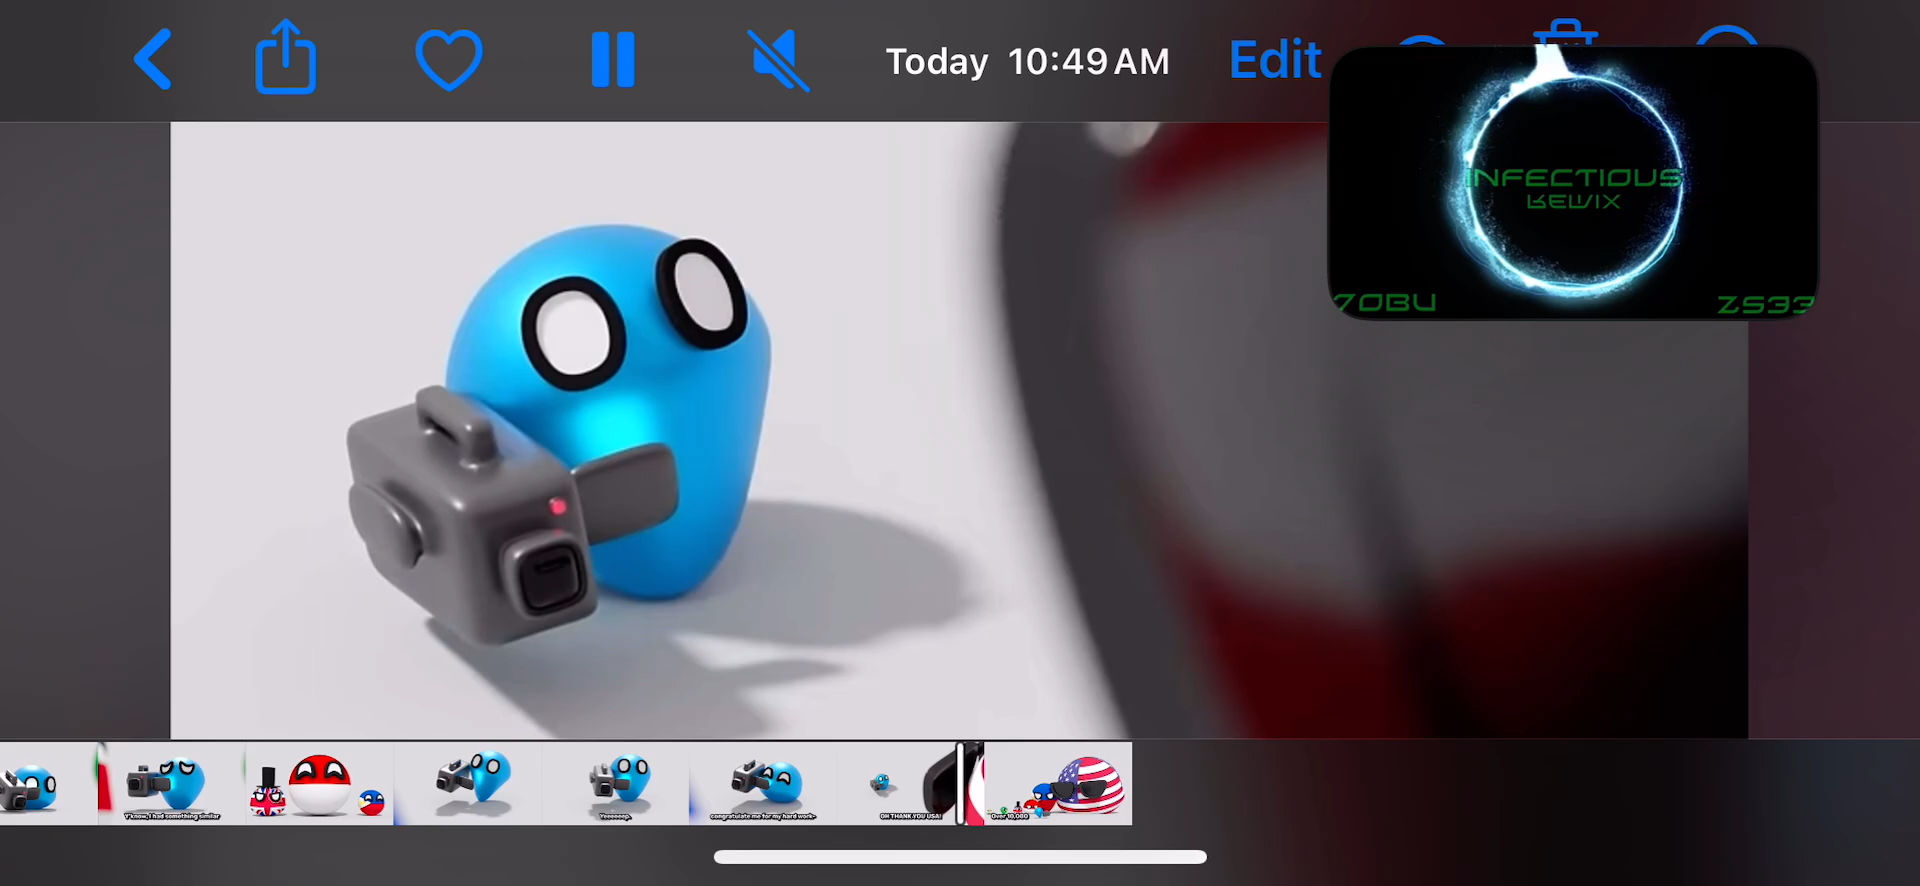 Today 10:49 AM
Edit
INFECTIOUS
REMIX
70BU
ZS33
Y'know, I had something similar
Yeeeeeep.
congratulate me for my hard work-
OH THANK YOU USA!
Over 10,000